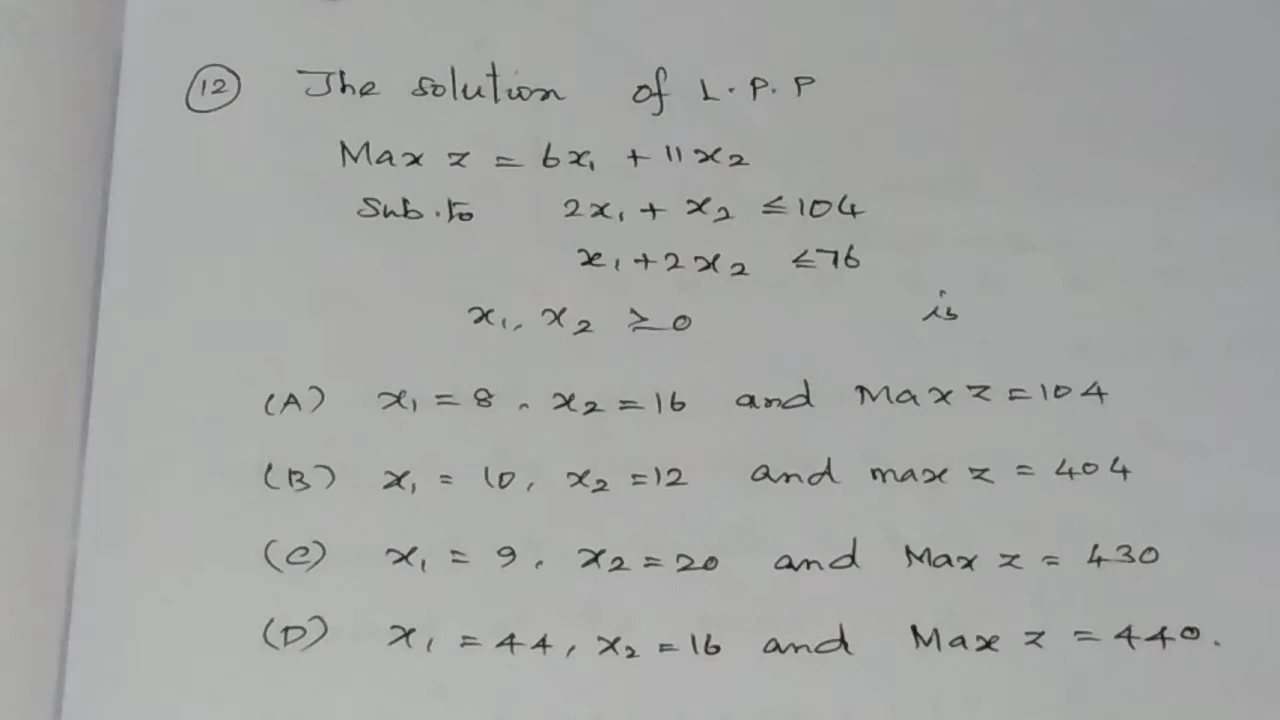 12 The solution of L.P.P
Max z = 6x₁ + 11x₂
Sub.to 2x₁ + x₂ ≤ 104
x₁ + 2x₂ ≤ 76
x₁, x₂ ≥ 0 is
(A) x₁ = 8, x₂ = 16 and Max z = 104
(B) x₁ = 10, x₂ = 12 and max z = 404
(C) x₁ = 9, x₂ = 20 and Max z = 430
(D) x₁ = 44, x₂ = 16 and Max z = 440.